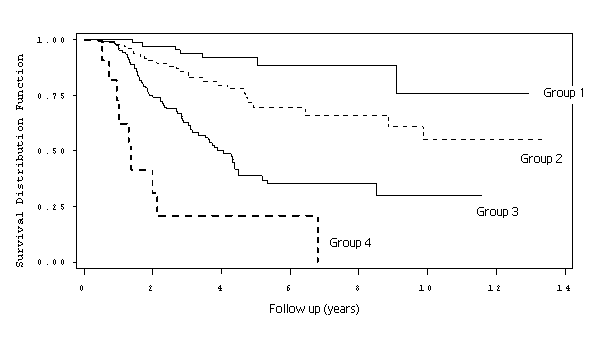 Survival Distribution Function
1.00
0.75
0.50
0.25
0.00
Group 1
Group 2
Group 3
Group 4
0 2 4 6 8 10 12 14
Follow up (years)